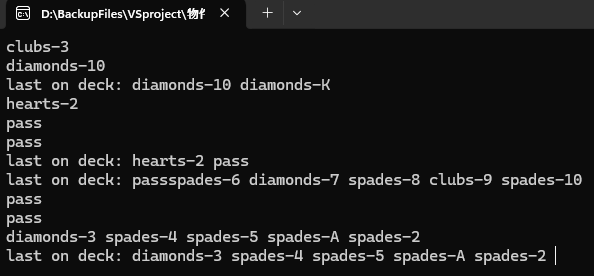 D:\BackupFiles\VSproject\物件
clubs-3
diamonds-10
last on deck: diamonds-10 diamonds-K
hearts-2
pass
pass
last on deck: hearts-2 pass
last on deck: passspades-6 diamonds-7 spades-8 clubs-9 spades-10
pass
pass
diamonds-3 spades-4 spades-5 spades-A spades-2
last on deck: diamonds-3 spades-4 spades-5 spades-A spades-2